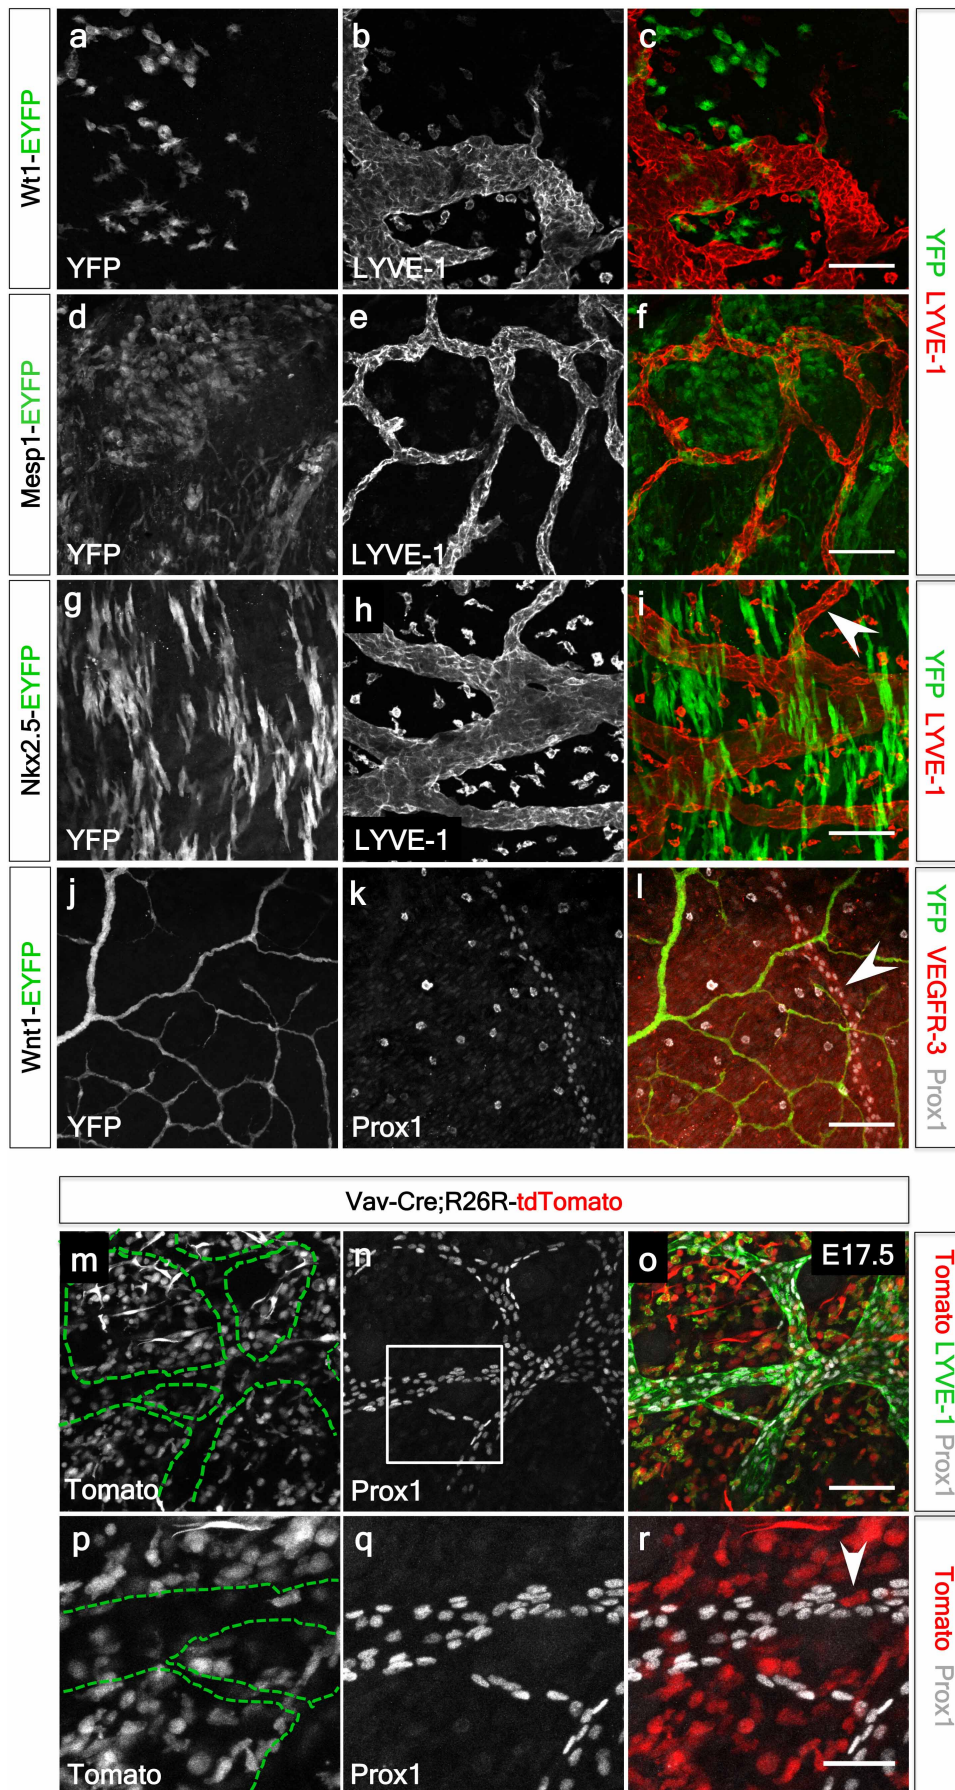 Wt1-EYFP
a
YFP
b
LYVE-1
c
YFP LYVE-1
Mesp1-EYFP
d
YFP
e
LYVE-1
f
Nkx2.5-EYFP
g
YFP
h
LYVE-1
i
YFP LYVE-1
Wnt1-EYFP
j
YFP
k
Prox1
l
YFP VEGFR-3 Prox1
Vav-Cre;R26R-tdTomato
m
Tomato
n
Prox1
o
E17.5
Tomato LYVE-1 Prox1
p
Tomato
q
Prox1
r
Tomato Prox1